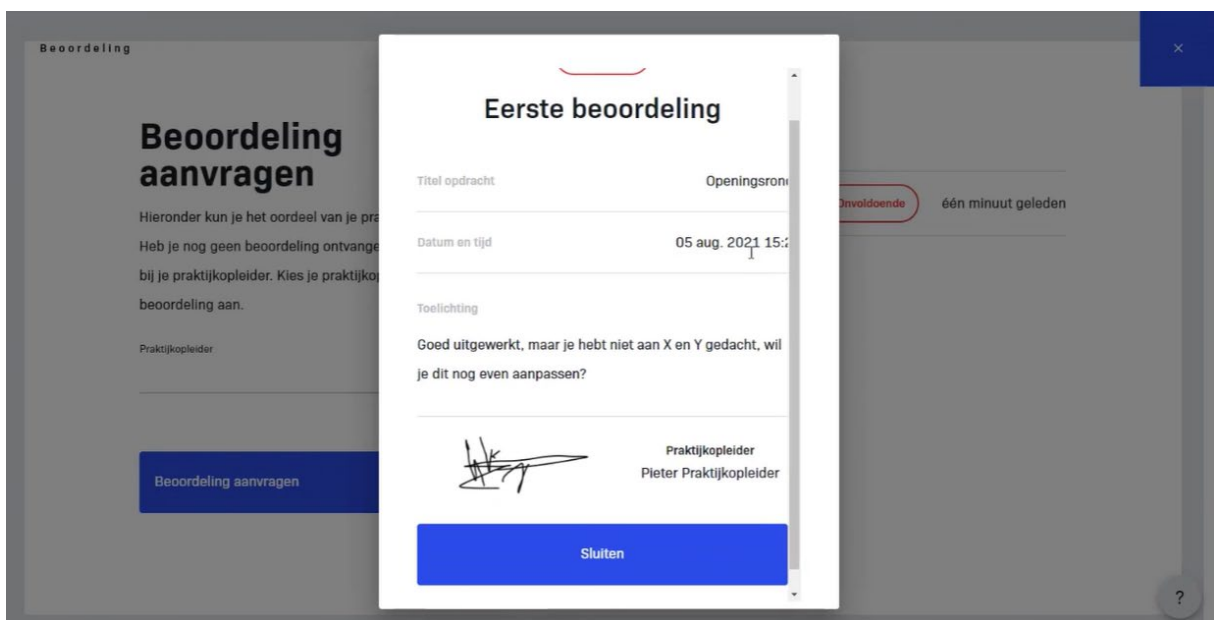 Beoordeling
×
Beoordeling
aanvragen
Hieronder kun je het oordeel van je pra
Heb je nog geen beoordeling ontvange
bij je praktijkopleider. Kies je praktijkop
beoordeling aan.
Praktijkopleider
Beoordeling aanvragen
Eerste beoordeling
Titel opdracht
Openingsrond
Datum en tijd
05 aug. 2021 15:2
Toelichting
Goed uitgewerkt, maar je hebt niet aan X en Y gedacht, wil
je dit nog even aanpassen?
Praktijkopleider
Pieter Praktijkopleider
Sluiten
Onvoldoende
één minuut geleden
?